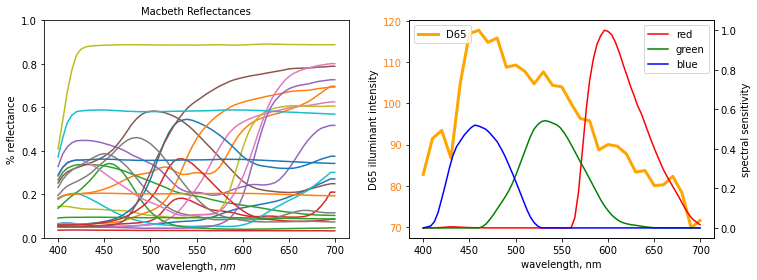 Macbeth Reflectances
% reflectance
1.0
0.8
0.6
0.4
0.2
0.0
400 450 500 550 600 650 700
wavelength, nm
D65 illuminant intensity
120
110
100
90
80
70
D65
red
green
blue
1.0
0.8
0.6
0.4
0.2
0.0
spectral sensitivity
400 450 500 550 600 650 700
wavelength, nm